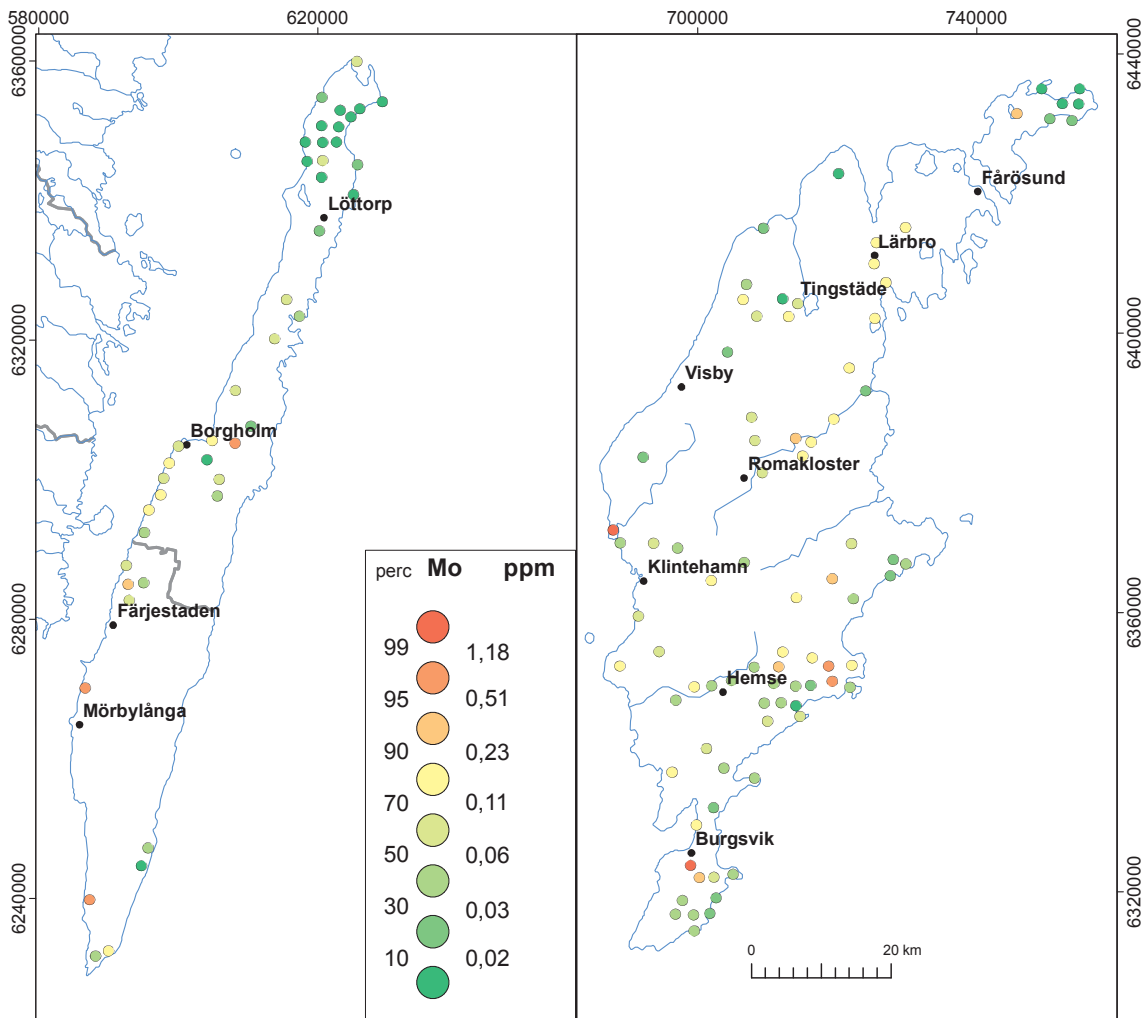 580000
620000
700000
740000
6360000
6440000
Fårösund
Löttorp
Lärbro
Tingstäde
6320000
6400000
Visby
Borgholm
Romakloster
perc Mo ppm
Klintehamn
6280000
Färjestaden
6360000
99
1,18
95
0,51
Hemse
Mörbylånga
90
0,23
70
0,11
50
0,06
Burgsvik
30
0,03
6240000
6320000
10
0,02
0
20 km